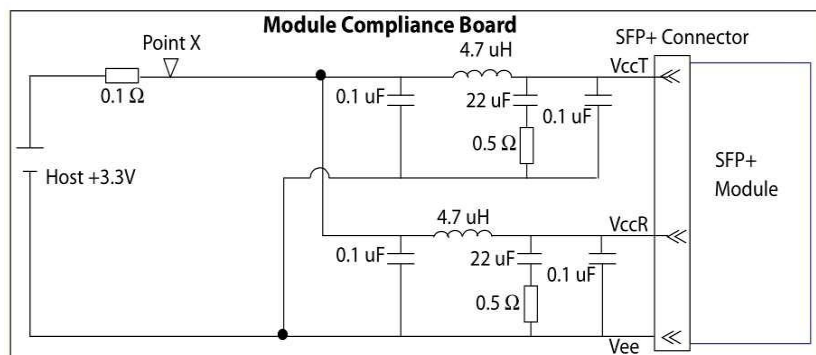 Module Compliance Board
Point X
4.7 uH
SFP+ Connector
VccT
0.1 Ω
0.1 uF
22 uF
0.1 uF
0.5 Ω
Host +3.3V
SFP+
Module
4.7 uH
VccR
0.1 uF
22 uF
0.1 uF
0.5 Ω
Vee